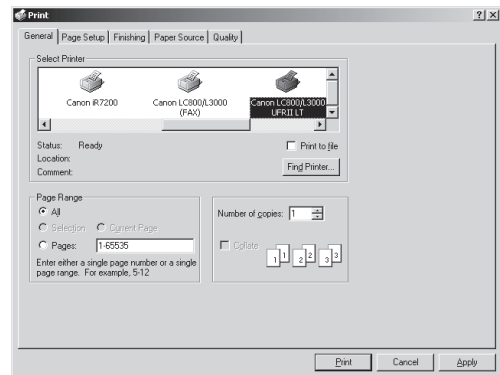 Print
General Page Setup Finishing Paper Source Quality
Select Printer
Canon iR7200 Canon LC800/L3000 (FAX) Canon LC800/L3000 UFRII LT
Status: Ready
Location:
Comment:
Print to file
Find Printer...
Page Range
All
Selection Current Page
Pages: 1-65535
Enter either a single page number or a single
page range. For example, 5-12
Number of copies: 1
Collate
1 1 2 2 3 3
Print Cancel Apply